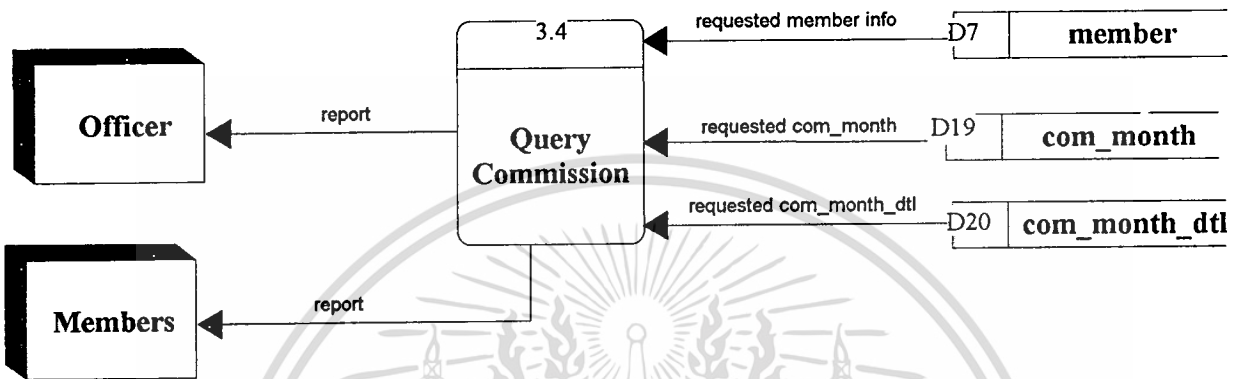 3.4
requested member info
D7
member
Officer
report
Query
Commission
requested com_month
D19
com_month
requested com_month_dtl
D20
com_month_dtl
Members
report